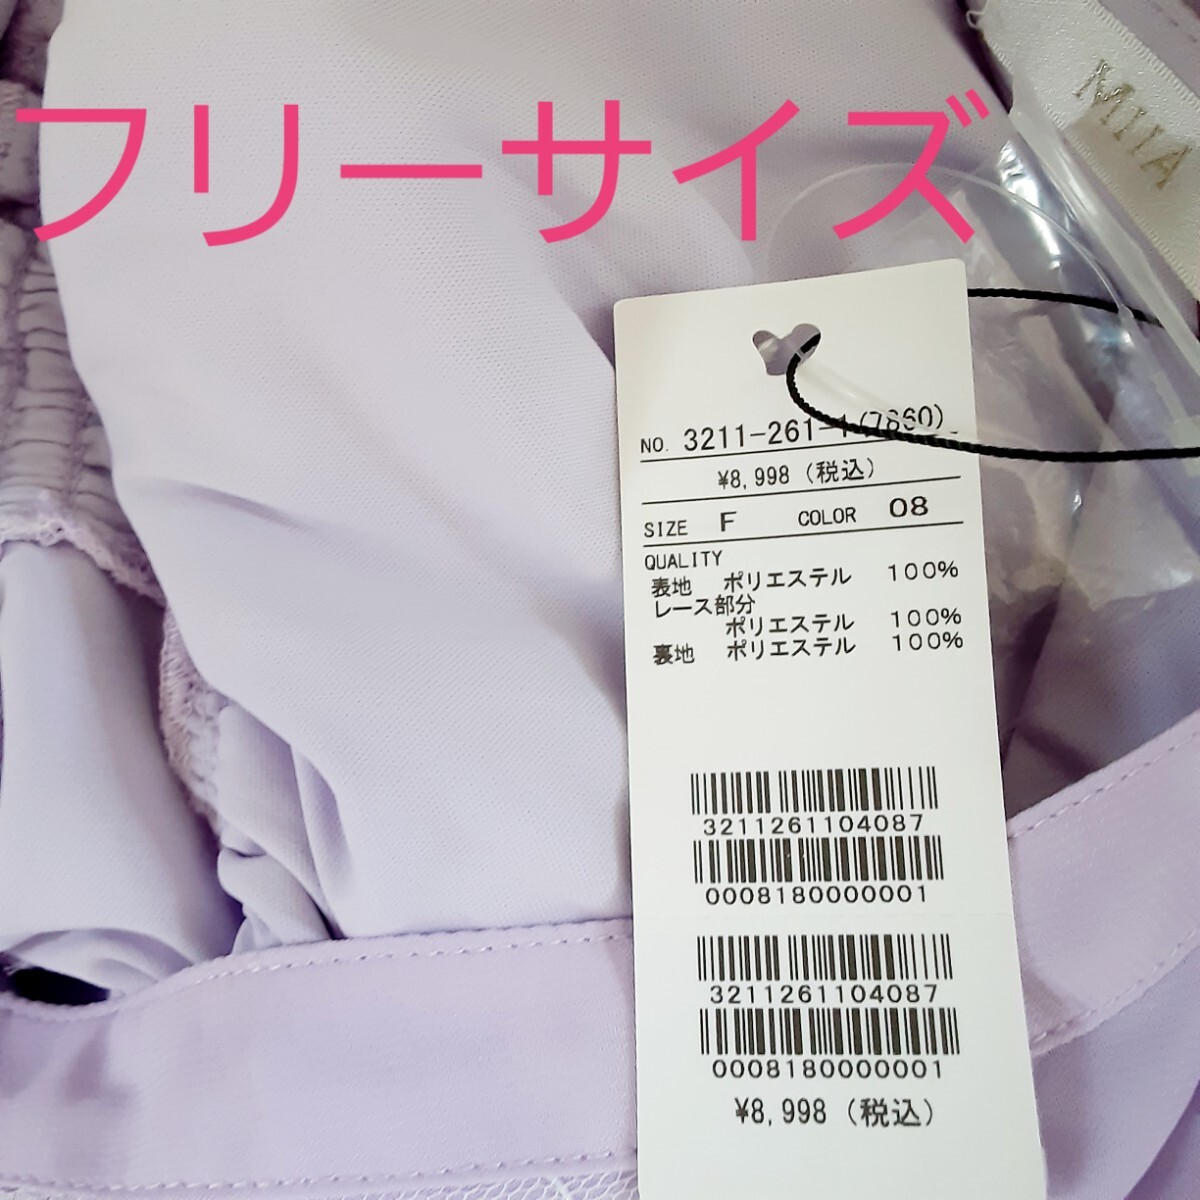 フリーサイズ
MIIA
NO. 3211-261-1(7860)
¥8,998 (税込)
SIZE F COLOR 08
QUALITY
表地 ポリエステル 100%
レース部分
ポリエステル 100%
裏地 ポリエステル 100%
3211261104087
0008180000001
3211261104087
0008180000001
¥8,998 (税込)